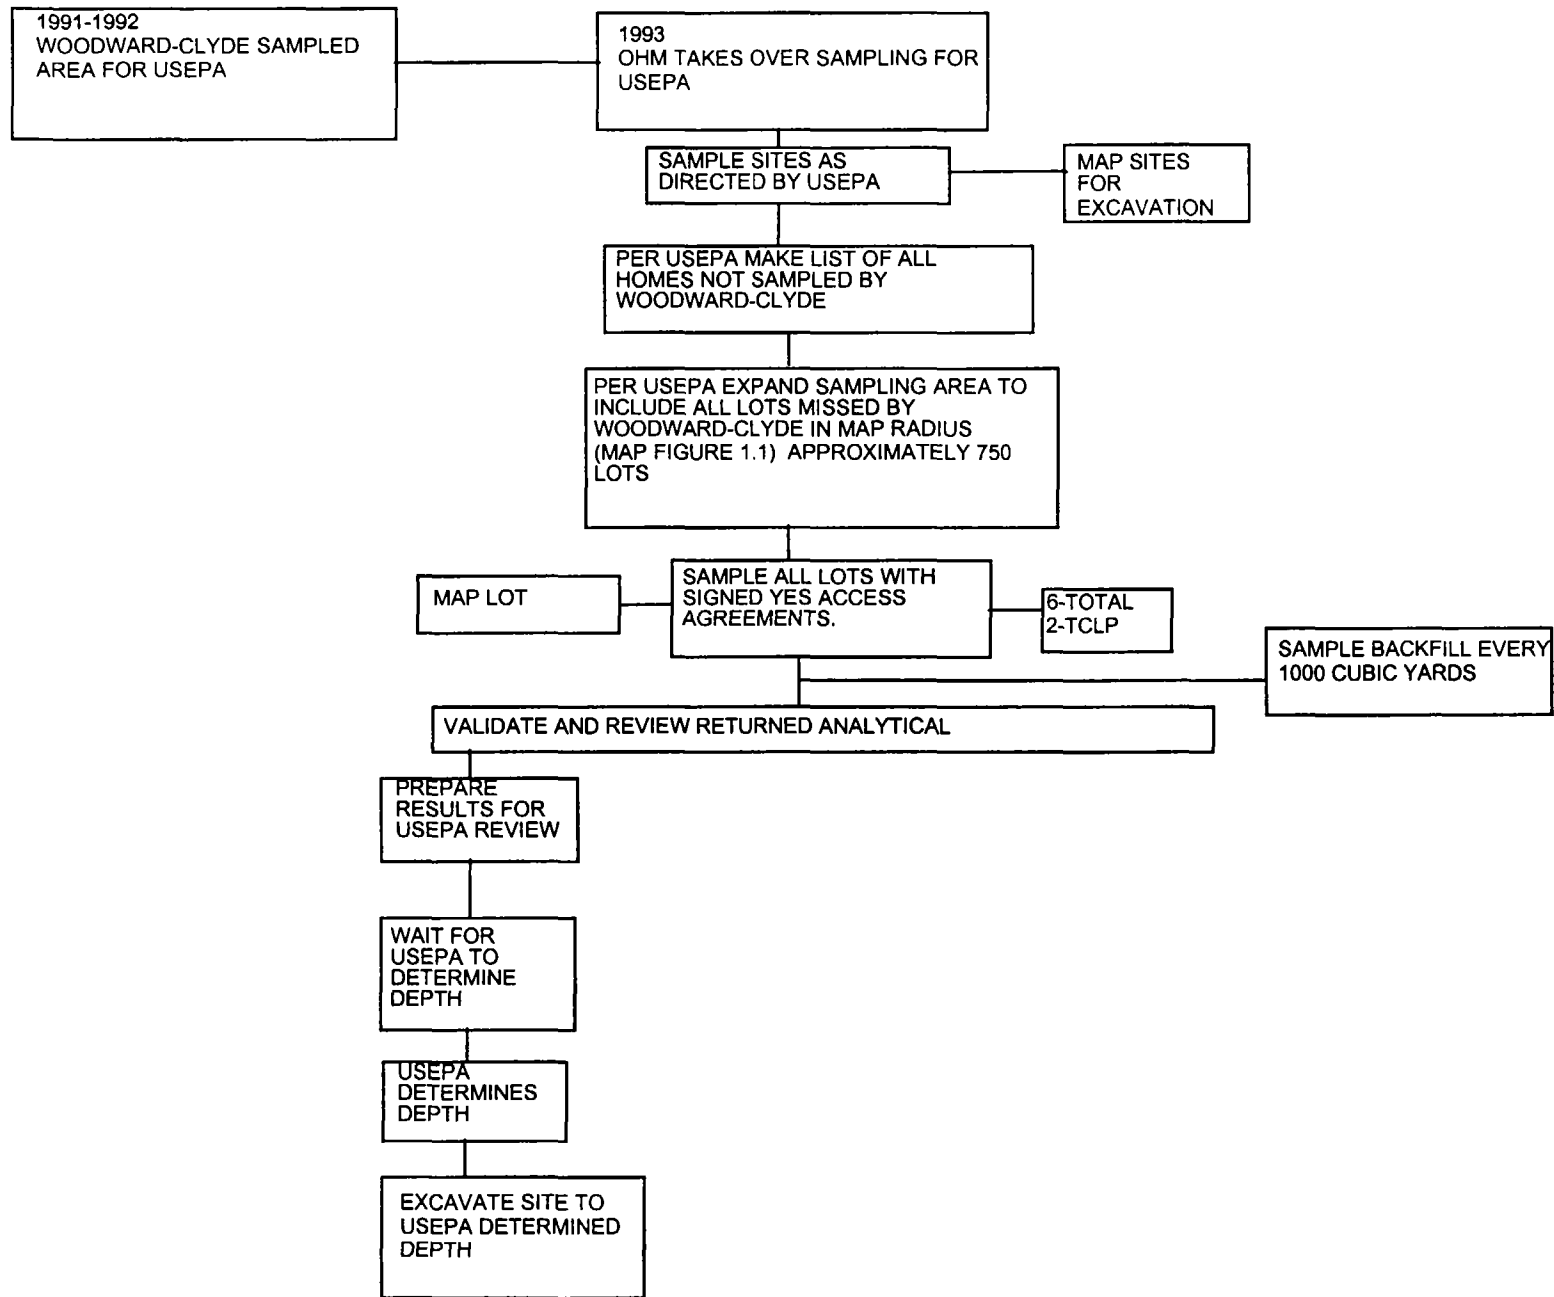 1991-1992
WOODWARD-CLYDE SAMPLED
AREA FOR USEPA
1993
OHM TAKES OVER SAMPLING FOR
USEPA
SAMPLE SITES AS
DIRECTED BY USEPA
MAP SITES
FOR
EXCAVATION
PER USEPA MAKE LIST OF ALL
HOMES NOT SAMPLED BY
WOODWARD-CLYDE
PER USEPA EXPAND SAMPLING AREA TO
INCLUDE ALL LOTS MISSED BY
WOODWARD-CLYDE IN MAP RADIUS
(MAP FIGURE 1.1) APPROXIMATELY 750
LOTS
MAP LOT
SAMPLE ALL LOTS WITH
SIGNED YES ACCESS
AGREEMENTS.
6-TOTAL
2-TCLP
SAMPLE BACKFILL EVERY
1000 CUBIC YARDS
VALIDATE AND REVIEW RETURNED ANALYTICAL
PREPARE
RESULTS FOR
USEPA REVIEW
WAIT FOR
USEPA TO
DETERMINE
DEPTH
USEPA
DETERMINES
DEPTH
EXCAVATE SITE TO
USEPA DETERMINED
DEPTH